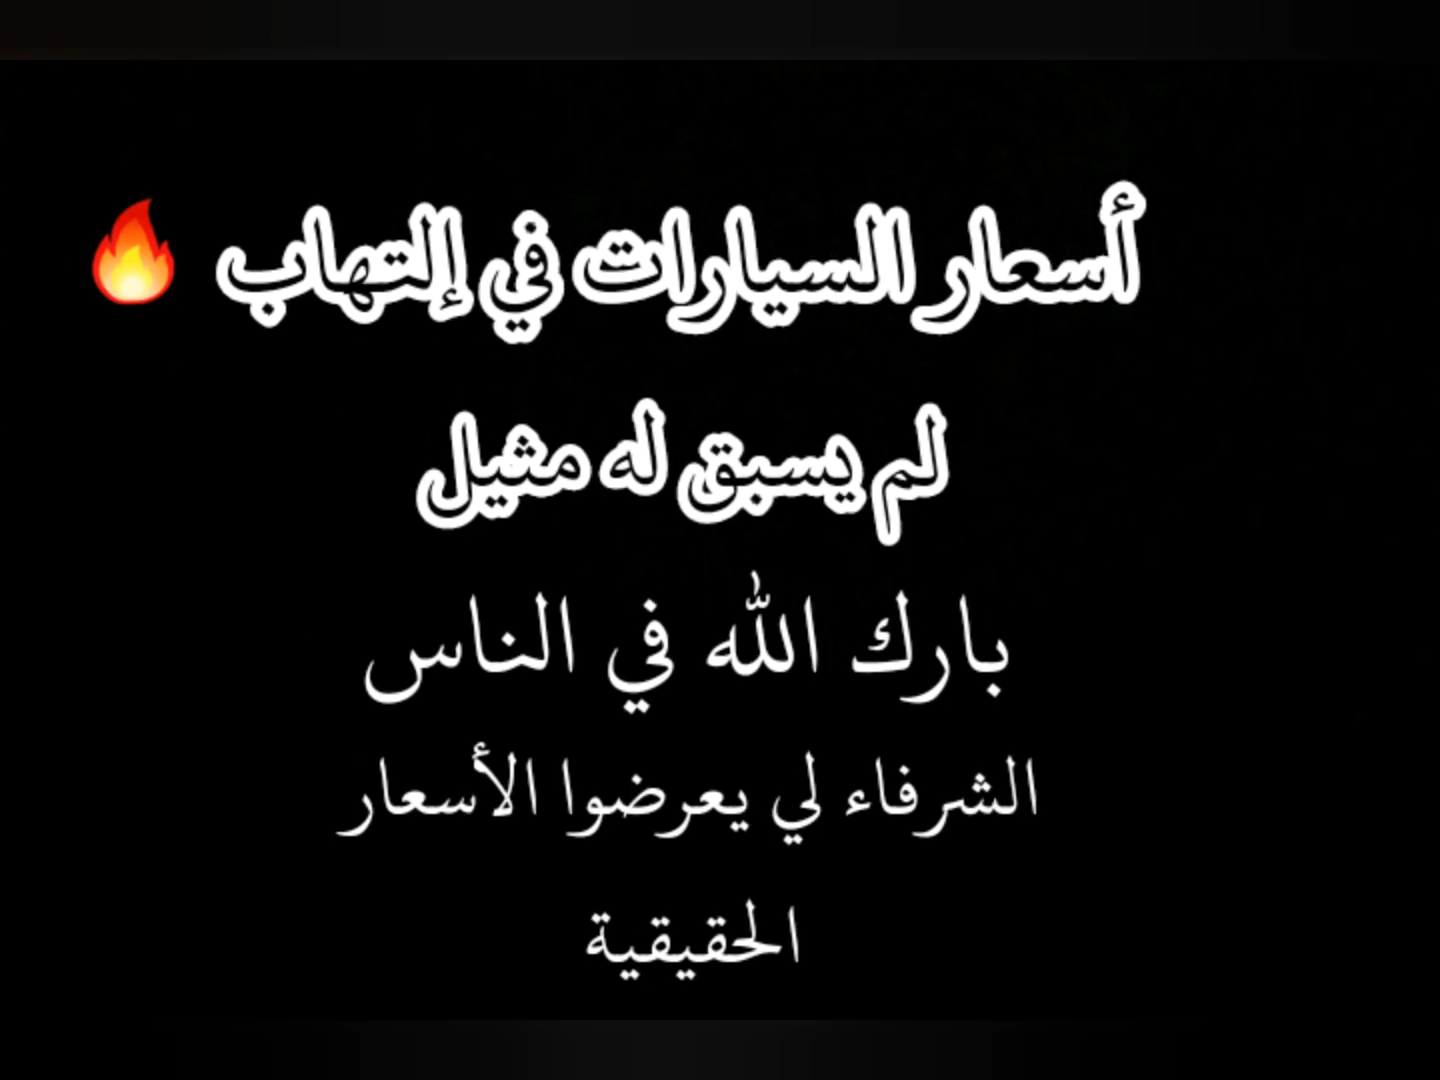 أسعار السيارات في إلتهاب 🔥
لم يسبق له مثيل
بارك الله في الناس
الشرفاء لي يعرضوا الأسعار
الحقيقية